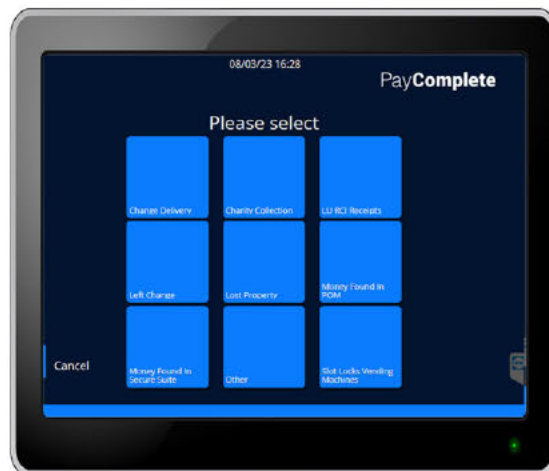 08/03/23 16:28
PayComplete
Please select
Change Delivery
Charity Collection
LU RCI Receipts
Left Change
Lost Property
Money Found in
POM
Cancel
Money Found In
Secure Suite
Other
Slot Locks Vending
Machines